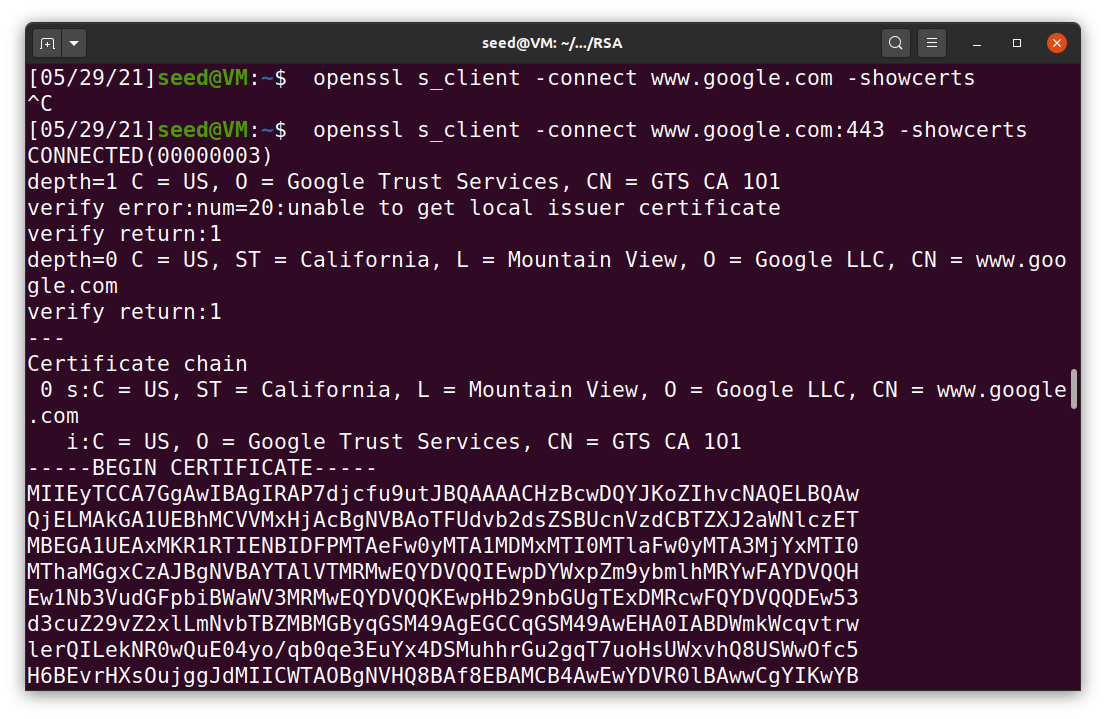 seed@VM: ~/.../RSA
[05/29/21]seed@VM:~$  openssl s_client -connect www.google.com -showcerts
^C
[05/29/21]seed@VM:~$  openssl s_client -connect www.google.com:443 -showcerts
CONNECTED(00000003)
depth=1 C = US, O = Google Trust Services, CN = GTS CA 1O1
verify error:num=20:unable to get local issuer certificate
verify return:1
depth=0 C = US, ST = California, L = Mountain View, O = Google LLC, CN = www.goo
gle.com
verify return:1
---
Certificate chain
 0 s:C = US, ST = California, L = Mountain View, O = Google LLC, CN = www.google
.com
   i:C = US, O = Google Trust Services, CN = GTS CA 1O1
-----BEGIN CERTIFICATE-----
MIIEyTCCA7GgAwIBAgIRAP7djcfu9utJBQAAAACHzBcwDQYJKoZIhvcNAQELBQAw
QjELMAkGA1UEBhMCVVMxHjAcBgNVBAoTFUdvb2dsZSBUcnVzdCBTZXJ2aWNlczET
MBEGA1UEAxMKR1RTIENBIDFPMTAeFw0yMTA1MDMxMTI0MTlaFw0yMTA3MjYxMTI0
MThaMGgxCzAJBgNVBAYTAlVTMRMwEQYDVQQIEwpDYWxpZm9ybmlhMRYwFAYDVQQH
Ew1Nb3VudGFpbiBWaWV3MRMwEQYDVQQKEwpHb29nbGUgTExDMRcwFQYDVQQDEw53
d3cuZ29vZ2xlLmNvbTBZMBMGByqGSM49AgEGCCqGSM49AwEHA0IABDWmkWcqvtrw
lerQILekNR0wQuE04yo/qb0qe3EuYx4DSMuhhrGu2gqT7uoHsUWxvhQ8USWwOfc5
H6BEvrHXsOujggJdMIICWTAOBgNVHQ8BAf8EBAMCB4AwEwYDVR0lBAwwCgYIKwYB